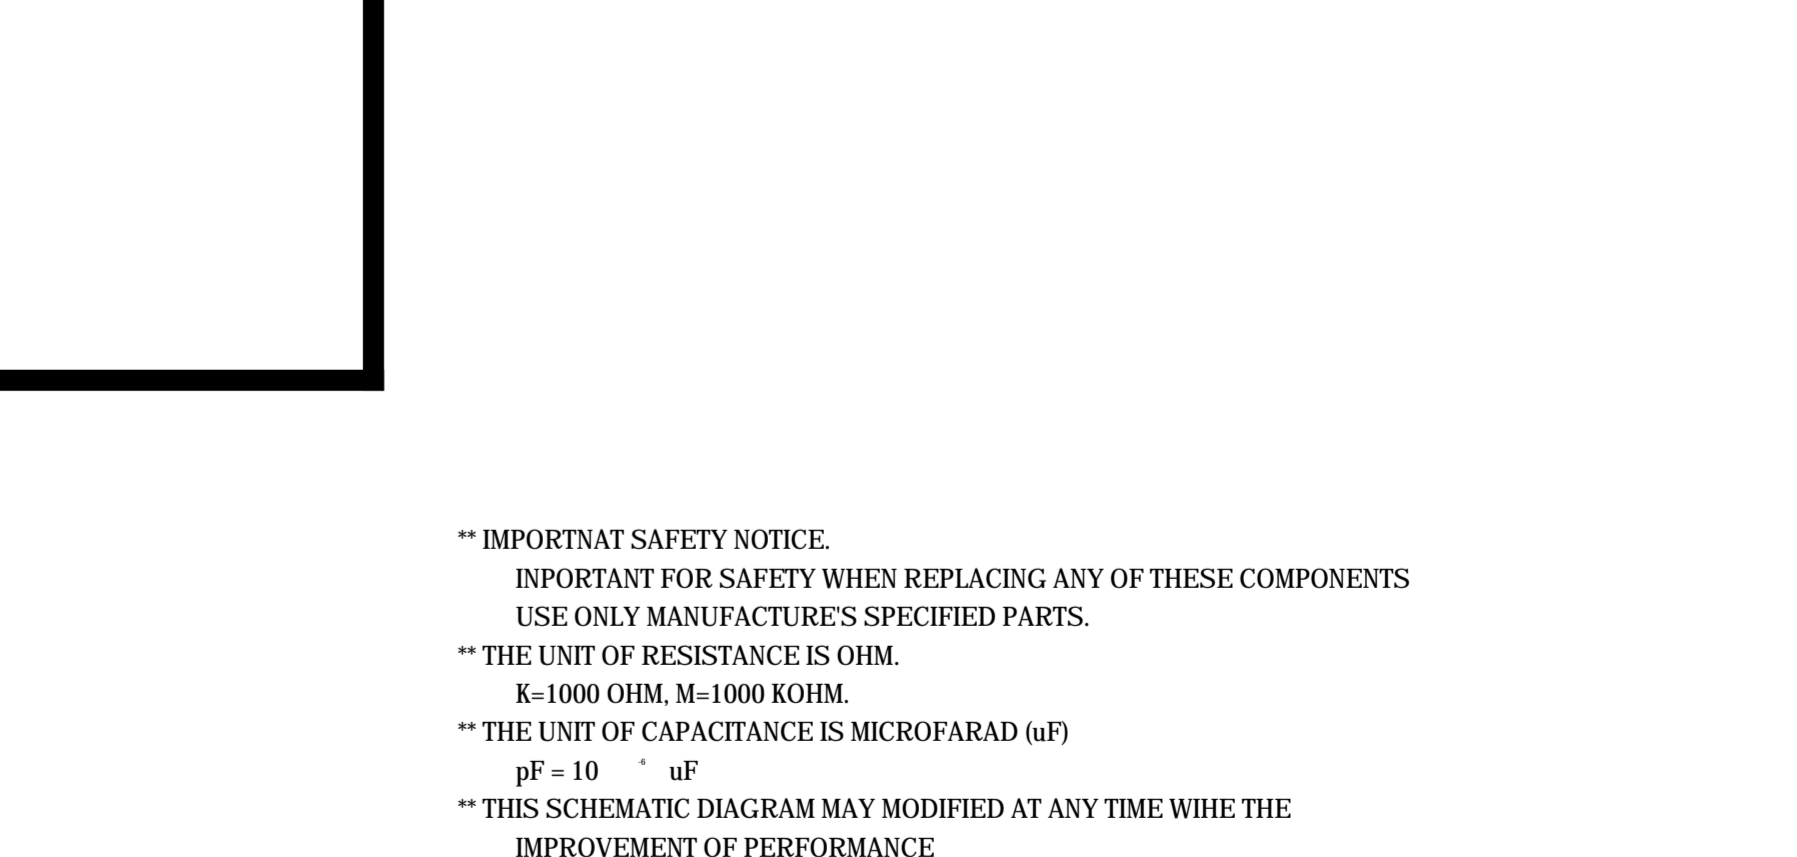 ** IMPORTNAT SAFETY NOTICE.
INPORTANT FOR SAFETY WHEN REPLACING ANY OF THESE COMPONENTS
USE ONLY MANUFACTURE'S SPECIFIED PARTS.
** THE UNIT OF RESISTANCE IS OHM.
K=1000 OHM, M=1000 KOHM.
** THE UNIT OF CAPACITANCE IS MICROFARAD (uF)
pF = 10 -6 uF
** THIS SCHEMATIC DIAGRAM MAY MODIFIED AT ANY TIME WIHE THE
IMPROVEMENT OF PERFORMANCE